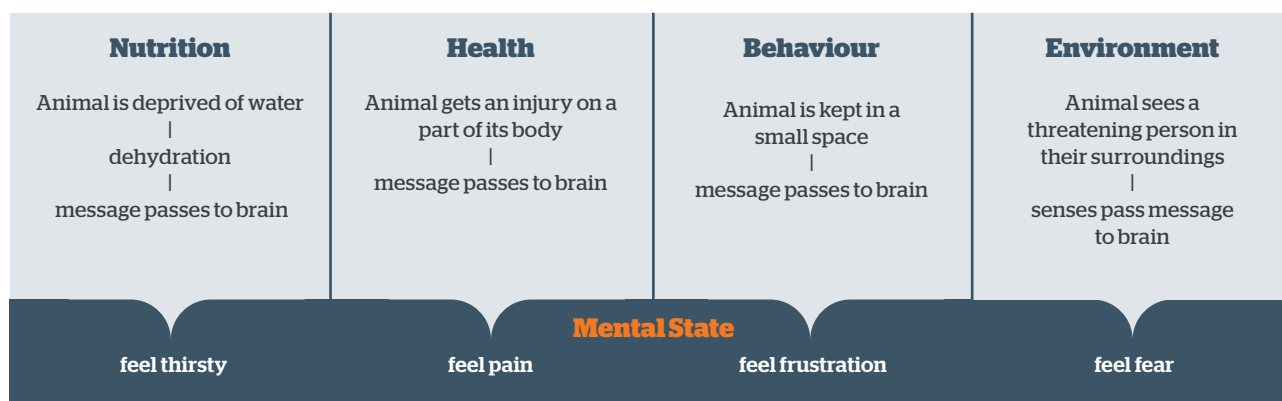 Nutrition
Animal is deprived of water
|
dehydration
|
message passes to brain
Health
Animal gets an injury on a
part of its body
|
message passes to brain
Behaviour
Animal is kept in a
small space
|
message passes to brain
Environment
Animal sees a
threatening person in
their surroundings
|
senses pass message
to brain
Mental State
feel thirsty
feel pain
feel frustration
feel fear